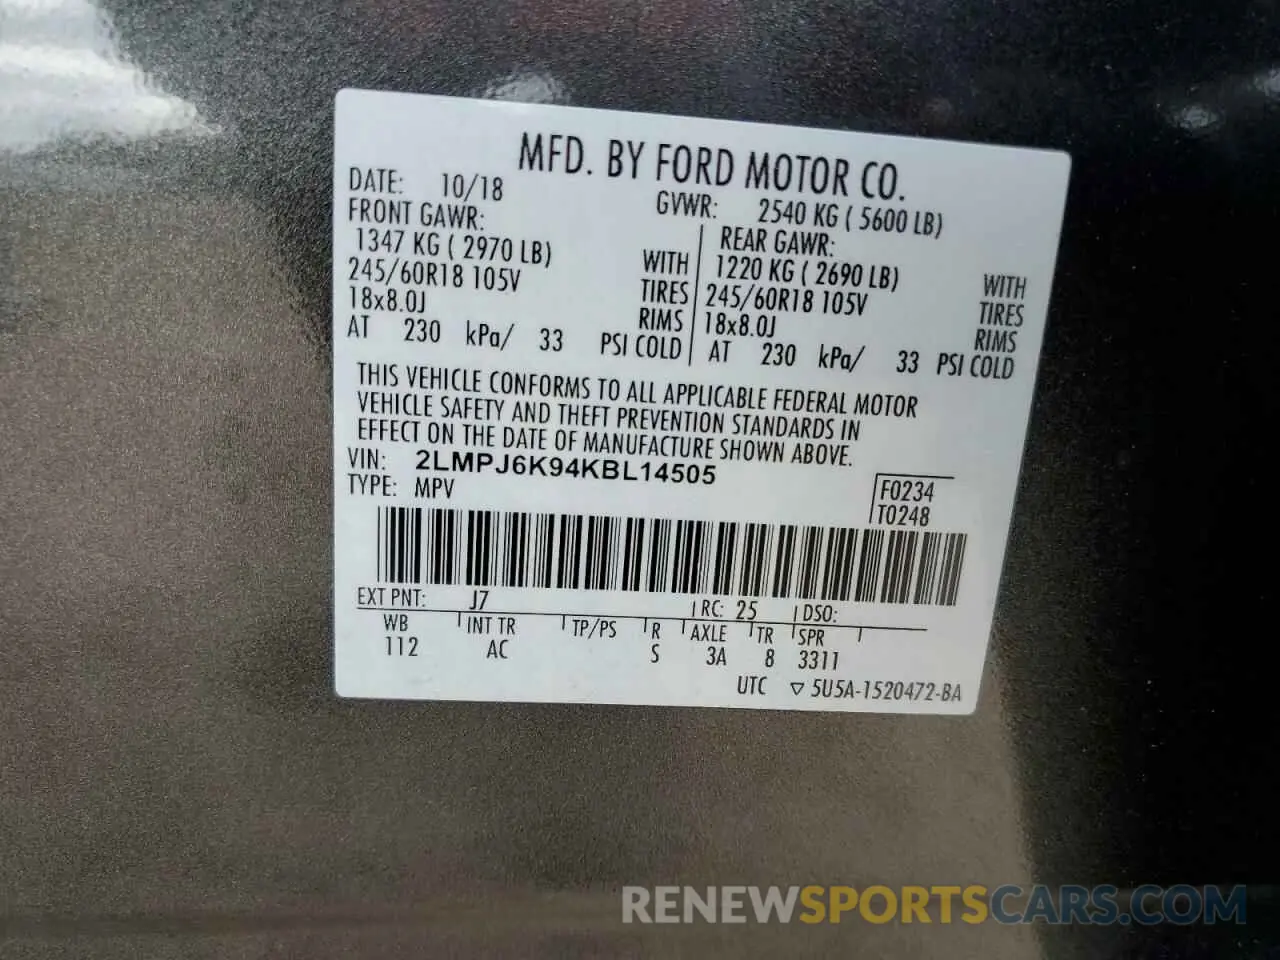 MFD. BY FORD MOTOR CO.
DATE: 10/18 GVWR: 2540 KG ( 5600 LB)
FRONT GAWR: REAR GAWR:
1347 KG ( 2970 LB) WITH 1220 KG ( 2690 LB) WITH
245/60R18 105V TIRES 245/60R18 105V TIRES
18x8.0J RIMS 18x8.0J RIMS
AT 230 kPa/ 33 PSI COLD AT 230 kPa/ 33 PSI COLD
THIS VEHICLE CONFORMS TO ALL APPLICABLE FEDERAL MOTOR
VEHICLE SAFETY AND THEFT PREVENTION STANDARDS IN
EFFECT ON THE DATE OF MANUFACTURE SHOWN ABOVE.
VIN: 2LMPJ6K94KBL14505
TYPE: MPV
F0234
T0248
EXT PNT: J7 RC: 25 DSO:
WB INT TR TP/PS R AXLE TR SPR
112 AC S 3A 8 3311
UTC ▽ 5U5A-1520472-BA
RENEWSPORTSCARS.COM